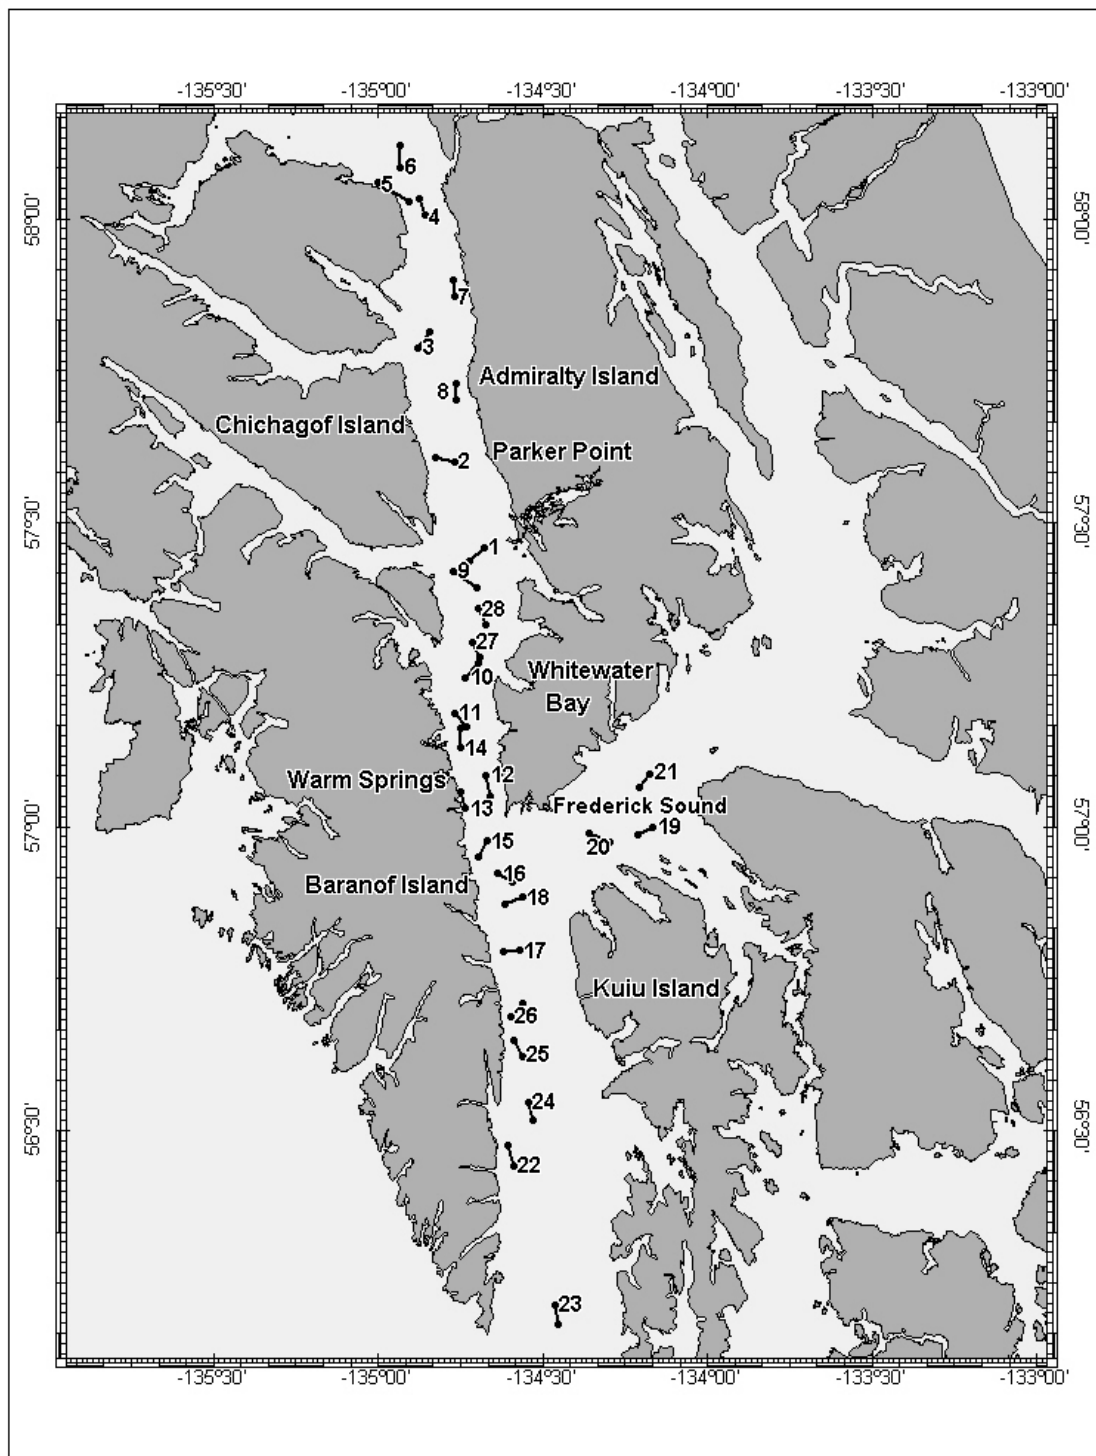 -135°30' -135°00' -134°30' -134°00' -133°30' -133°00'
6
5
4
58°00' 58°00'
7
3
8 Admiralty Island
Chichagof Island
Parker Point
2
57°30' 57°30'
1
9
28
27
10 Whitewater
Bay
11
14
12 21
Warm Springs
13 Frederick Sound
19
57°00' 57°00'
15 20
16
Baranof Island
18
17
Kuiu Island
26
25
24
56°30' 56°30'
22
23
-135°30' -135°00' -134°30' -134°00' -133°30' -133°00'